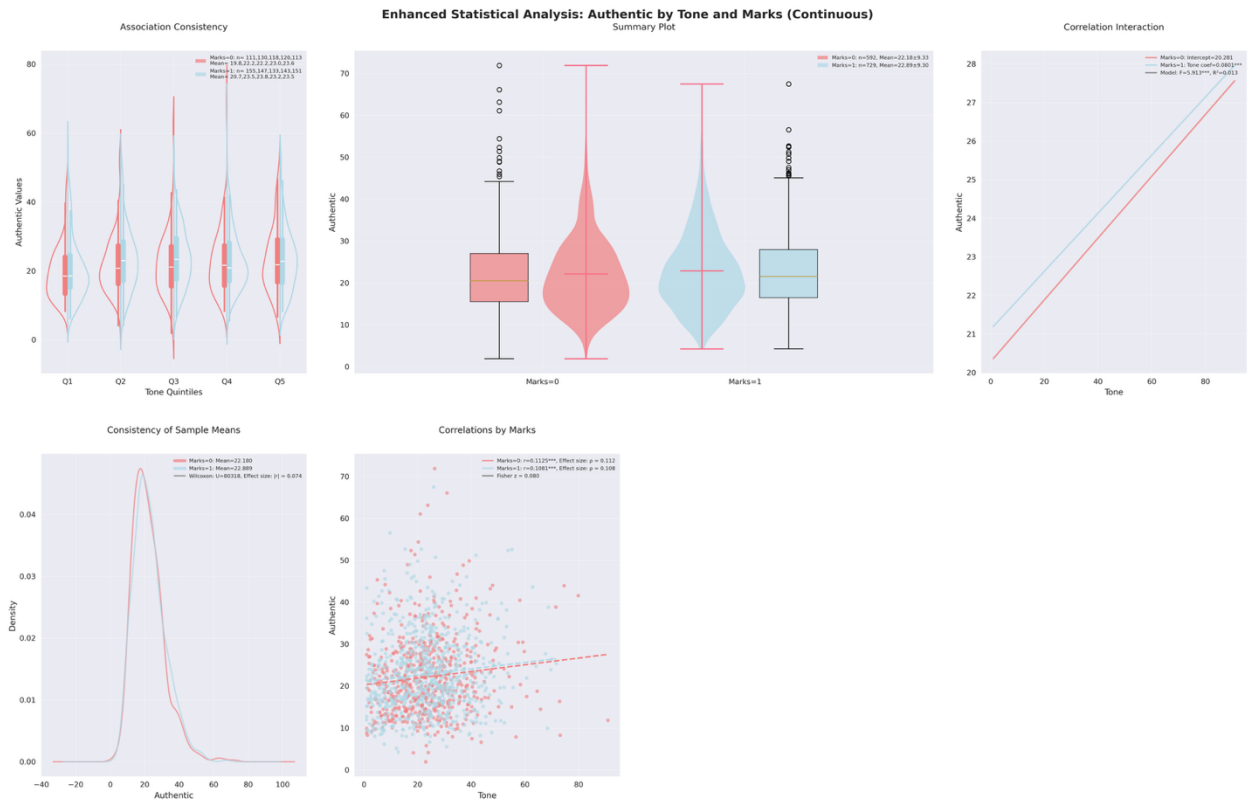 Enhanced Statistical Analysis: Authentic by Tone and Marks (Continuous)
Association Consistency
Marks=0: n= 111,130,118,126,113
Mean= 19.8,22.2,22.2,23.0,23.6
Marks=1: n= 155,147,133,143,151
23.5,23.8,23.2,23.5
80
60
40
20
0
Authentic Values
Q1
Q2
Q3
Q4
Q5
Tone Quintiles
Summary Plot
Marks=0: n=592, Mean=22.18±9.33
Marks=1: n=729, Mean=22.89±9.30
70
60
50
40
30
20
10
0
Authentic
Marks=0
Marks=1
Correlation Interaction
Marks=0: Intercept=20.281
Marks=1: Tone coef=0.0801***
Model: F=5.913***, R²=0.013
28
27
26
25
24
23
22
21
20
Authentic
0
20
40
60
80
Tone
Consistency of Sample Means
Marks=0: Mean=22.180
Marks=1: Mean=22.889
Wilcoxon: U=80318, Effect size: |r| = 0.074
0.04
0.03
0.02
0.01
0.00
Density
−40
−20
0
20
40
60
80
100
Authentic
Correlations by Marks
Marks=0: r=0.1125***, Effect size: ρ = 0.112
Marks=1: r=0.1081***, Effect size: ρ = 0.108
Fisher z = 0.080
70
60
50
40
30
20
10
0
Authentic
0
20
40
60
80
Tone